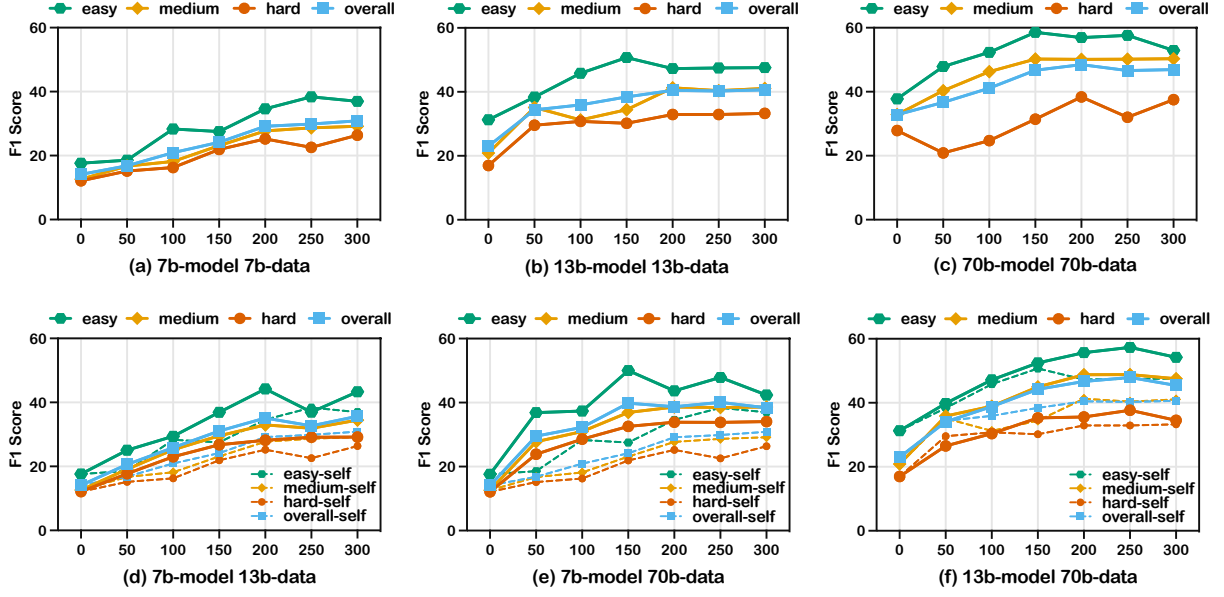 easy medium hard overall
60
40
20
0
F1 Score
0 50 100 150 200 250 300
(a) 7b-model 7b-data
easy medium hard overall
60
40
20
0
F1 Score
0 50 100 150 200 250 300
(b) 13b-model 13b-data
easy medium hard overall
60
40
20
0
F1 Score
0 50 100 150 200 250 300
(c) 70b-model 70b-data
easy medium hard overall
60
40
20
0
F1 Score
easy-self
medium-self
hard-self
overall-self
0 50 100 150 200 250 300
(d) 7b-model 13b-data
easy medium hard overall
60
40
20
0
F1 Score
easy-self
medium-self
hard-self
overall-self
0 50 100 150 200 250 300
(e) 7b-model 70b-data
easy medium hard overall
60
40
20
0
F1 Score
easy-self
medium-self
hard-self
overall-self
0 50 100 150 200 250 300
(f) 13b-model 70b-data